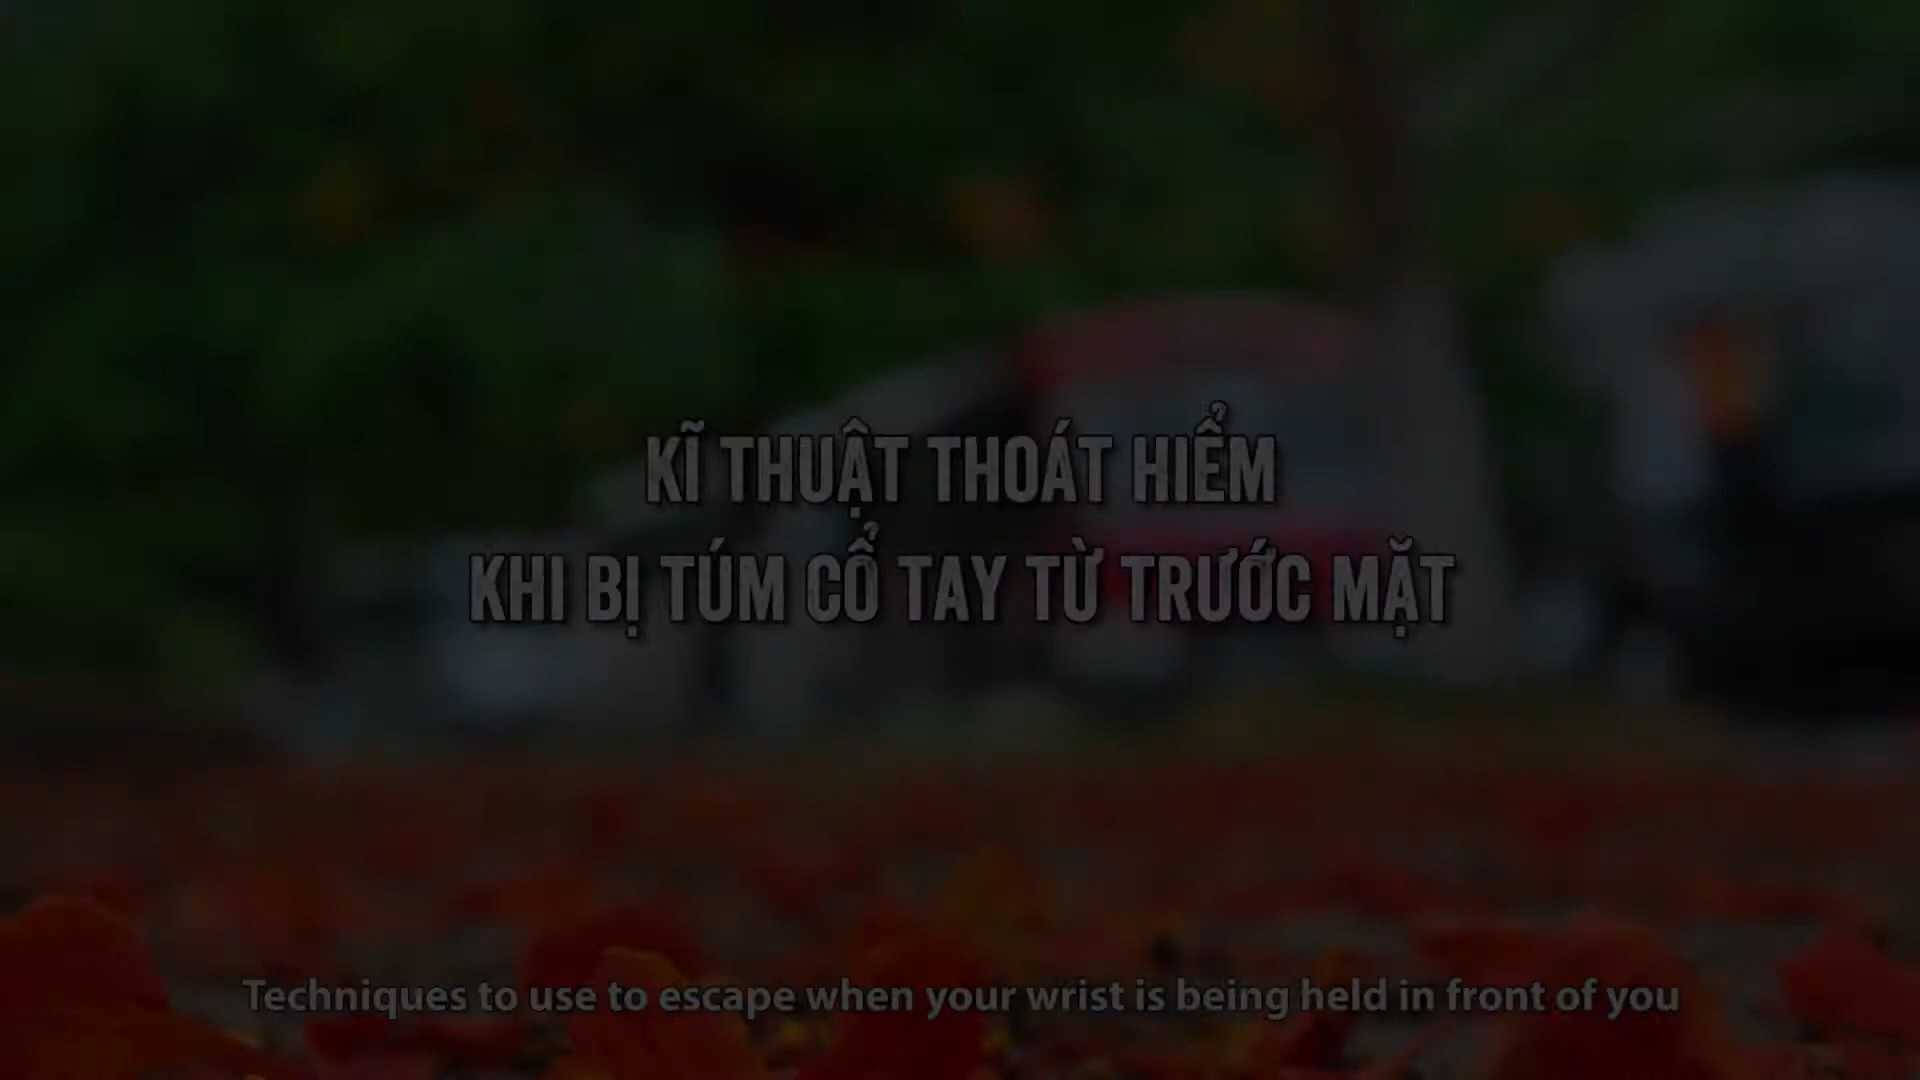 KĨ THUẬT THOÁT HIỂM
KHI BỊ TÚM CỔ TAY TỪ TRƯỚC MẶT
Techniques to use to escape when your wrist is being held in front of you